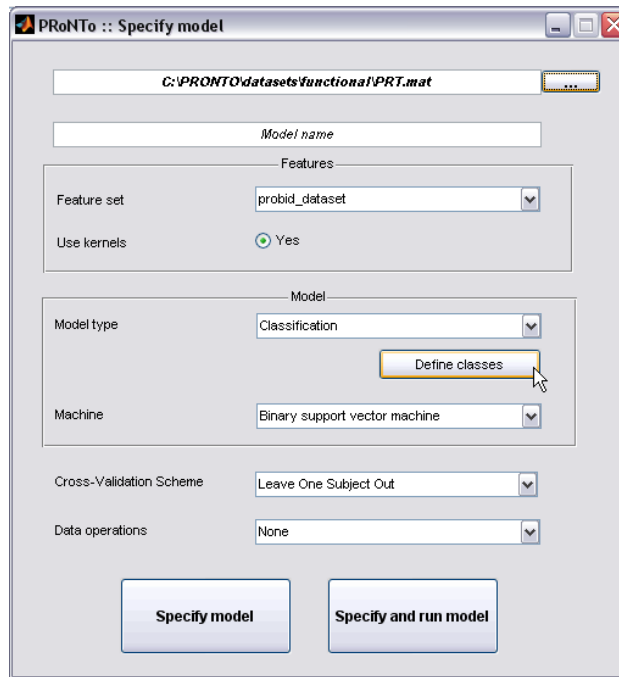 PRoNTo :: Specify model
C:\PRONTO\datasets\functional\PRT.mat ...
Model name
Features
Feature set probid_dataset
Use kernels Yes
Model
Model type Classification
Define classes
Machine Binary support vector machine
Cross-Validation Scheme Leave One Subject Out
Data operations None
Specify model Specify and run model